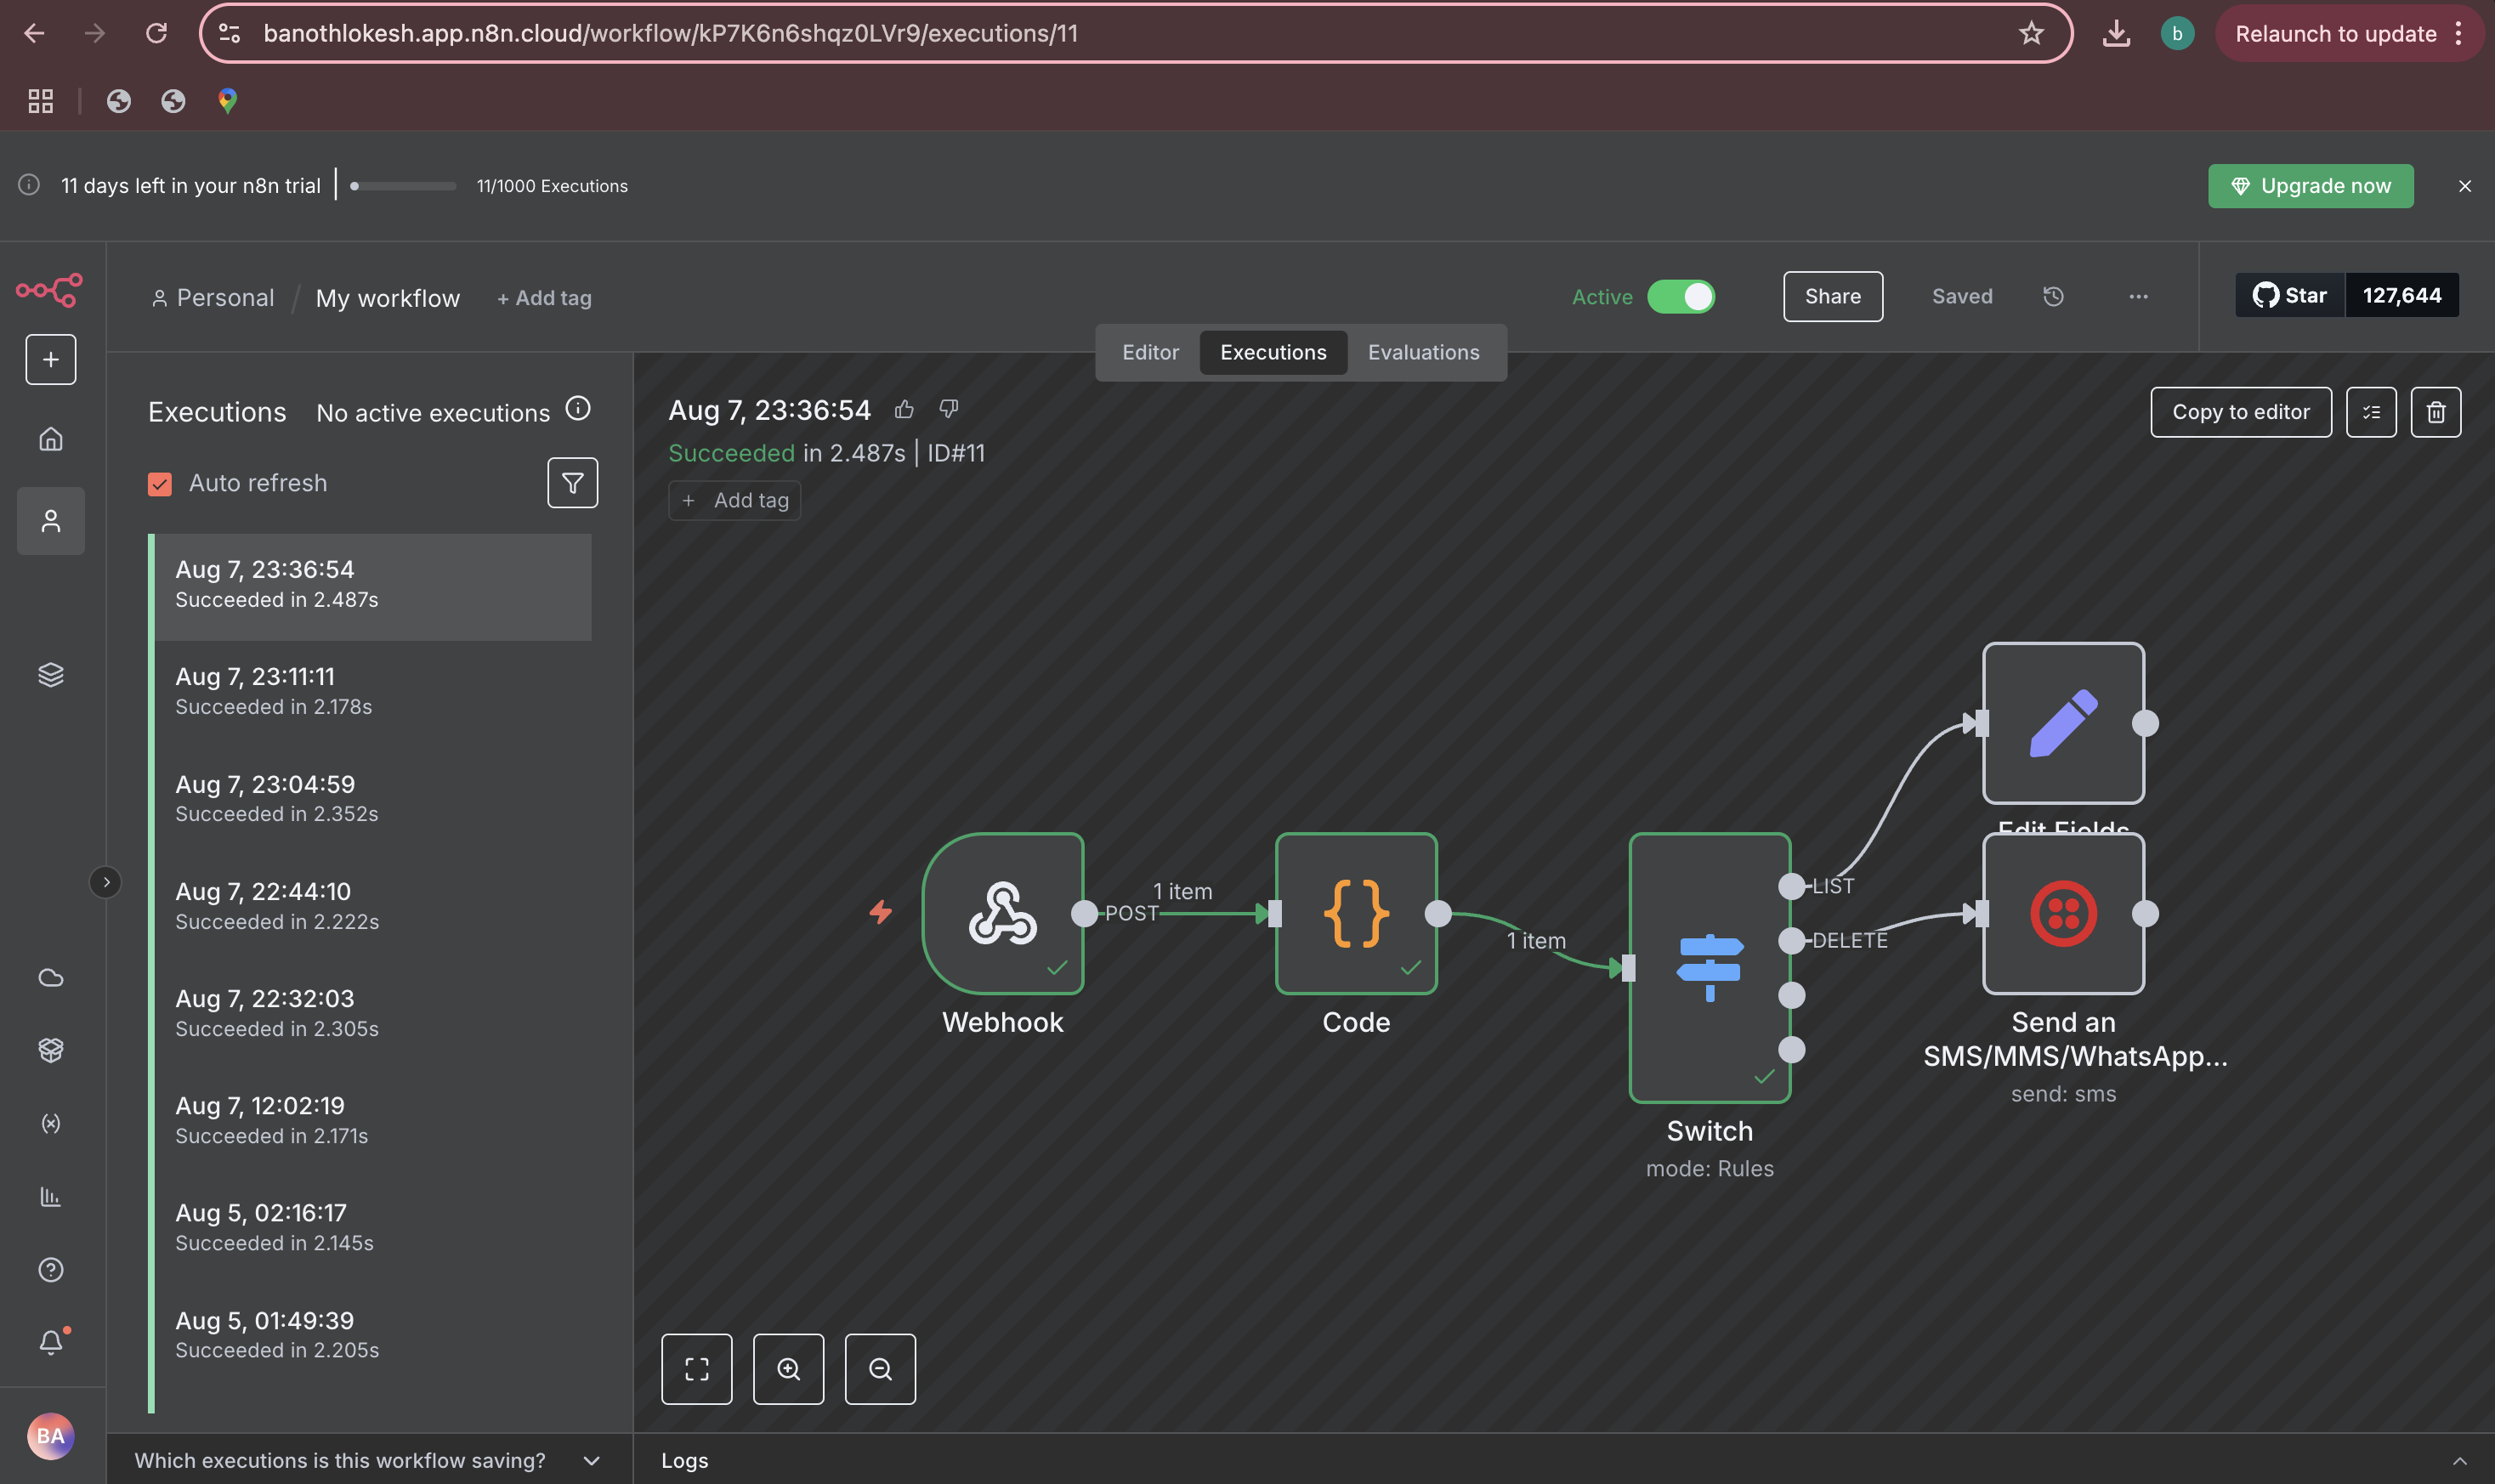 banothlokesh.app.n8n.cloud/workflow/kP7K6n6shqz0LVr9/executions/11
b
Relaunch to update
11 days left in your n8n trial
11/1000 Executions
Upgrade now
Personal / My workflow
+ Add tag
Active
Share
Saved
Star
127,644
Editor
Executions
Evaluations
Executions
No active executions
Auto refresh
Aug 7, 23:36:54
Succeeded in 2.487s
Aug 7, 23:11:11
Succeeded in 2.178s
Aug 7, 23:04:59
Succeeded in 2.352s
Aug 7, 22:44:10
Succeeded in 2.222s
Aug 7, 22:32:03
Succeeded in 2.305s
Aug 7, 12:02:19
Succeeded in 2.171s
Aug 5, 02:16:17
Succeeded in 2.145s
Aug 5, 01:49:39
Succeeded in 2.205s
Which executions is this workflow saving?
BA
Aug 7, 23:36:54
Succeeded in 2.487s | ID#11
+ Add tag
Copy to editor
POST
1 item
Webhook
Code
1 item
LIST
DELETE
Switch
mode: Rules
Edit Fields
Send an
SMS/MMS/WhatsApp...
send: sms
Logs